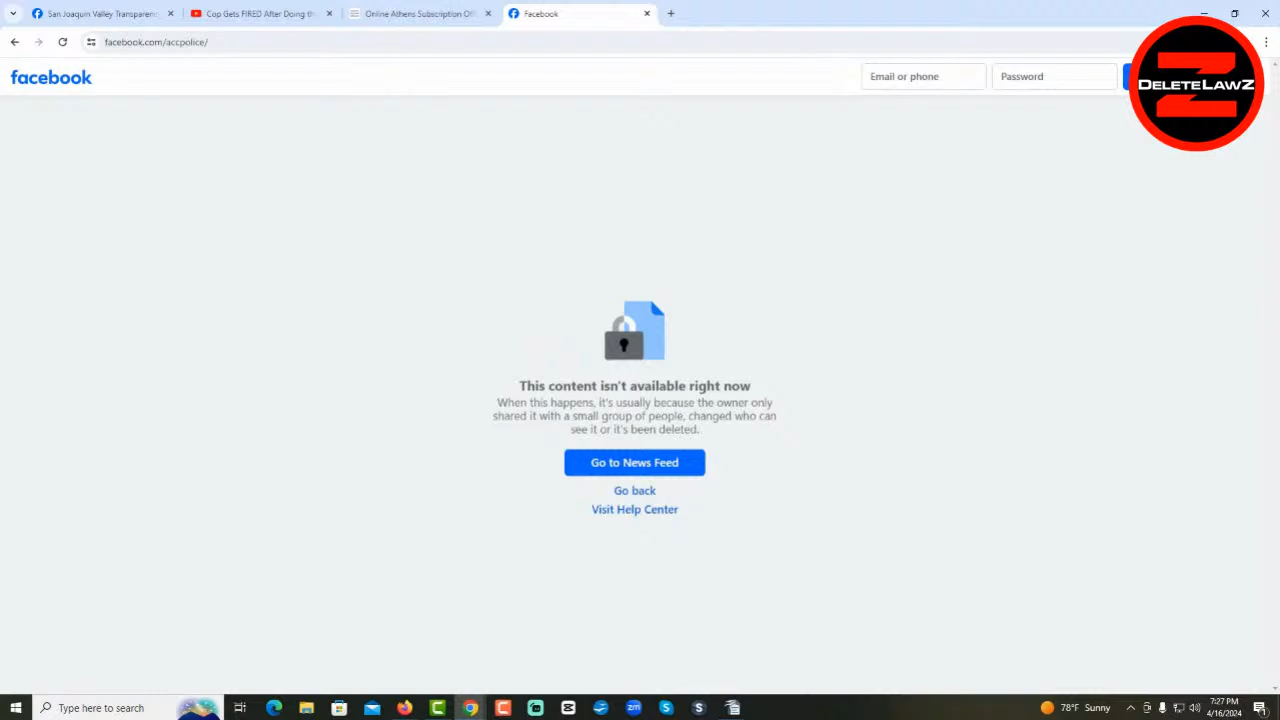 San Joaquin Valley Transparenc
Cop Gets FIRED After Doing th
Online Athens Subscription Of
Facebook
facebook.com/accpolice/
facebook
Email or phone
Password
DELETELAWZ
This content isn't available right now
When this happens, it's usually because the owner only
shared it with a small group of people, changed who can
see it or it's been deleted.
Go to News Feed
Go back
Visit Help Center
Type here to search
zm
78°F Sunny
7:27 PM
4/16/2024